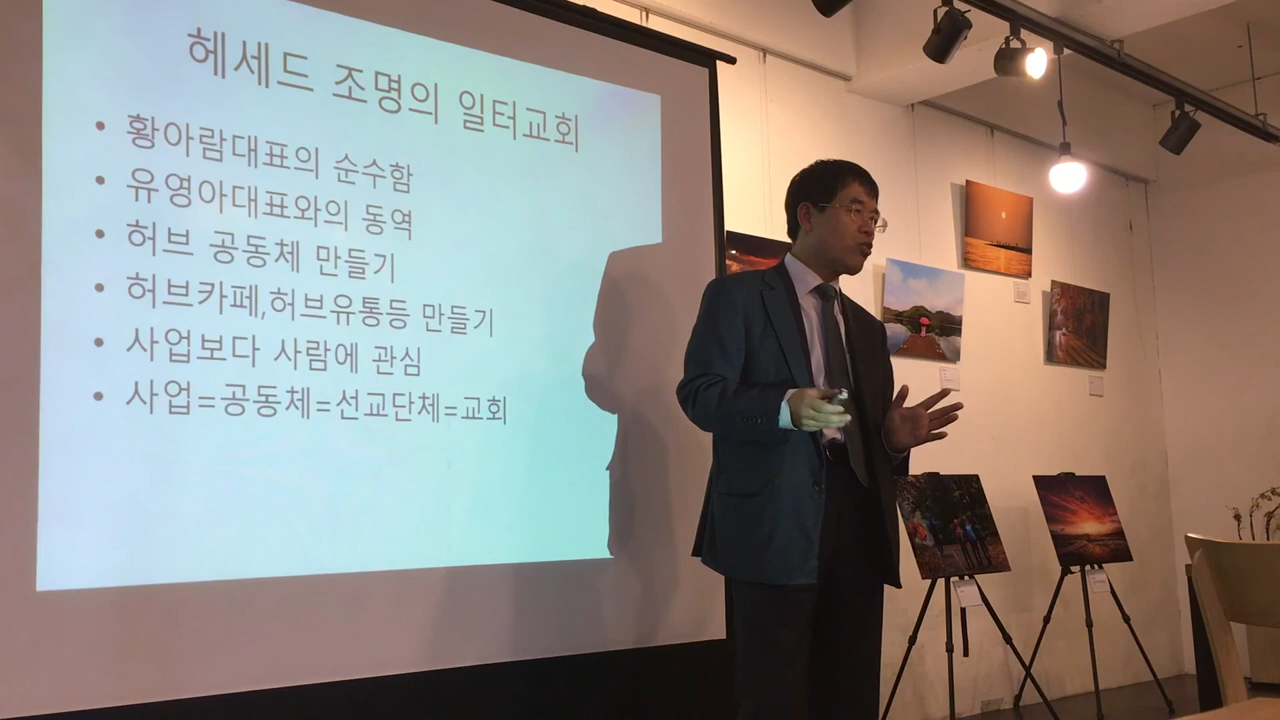 헤세드 조명의 일터교회
• 황아람대표의 순수함
• 유영아대표와의 동역
• 허브 공동체 만들기
• 허브카페,허브유통등 만들기
• 사업보다 사람에 관심
• 사업=공동체=선교단체=교회